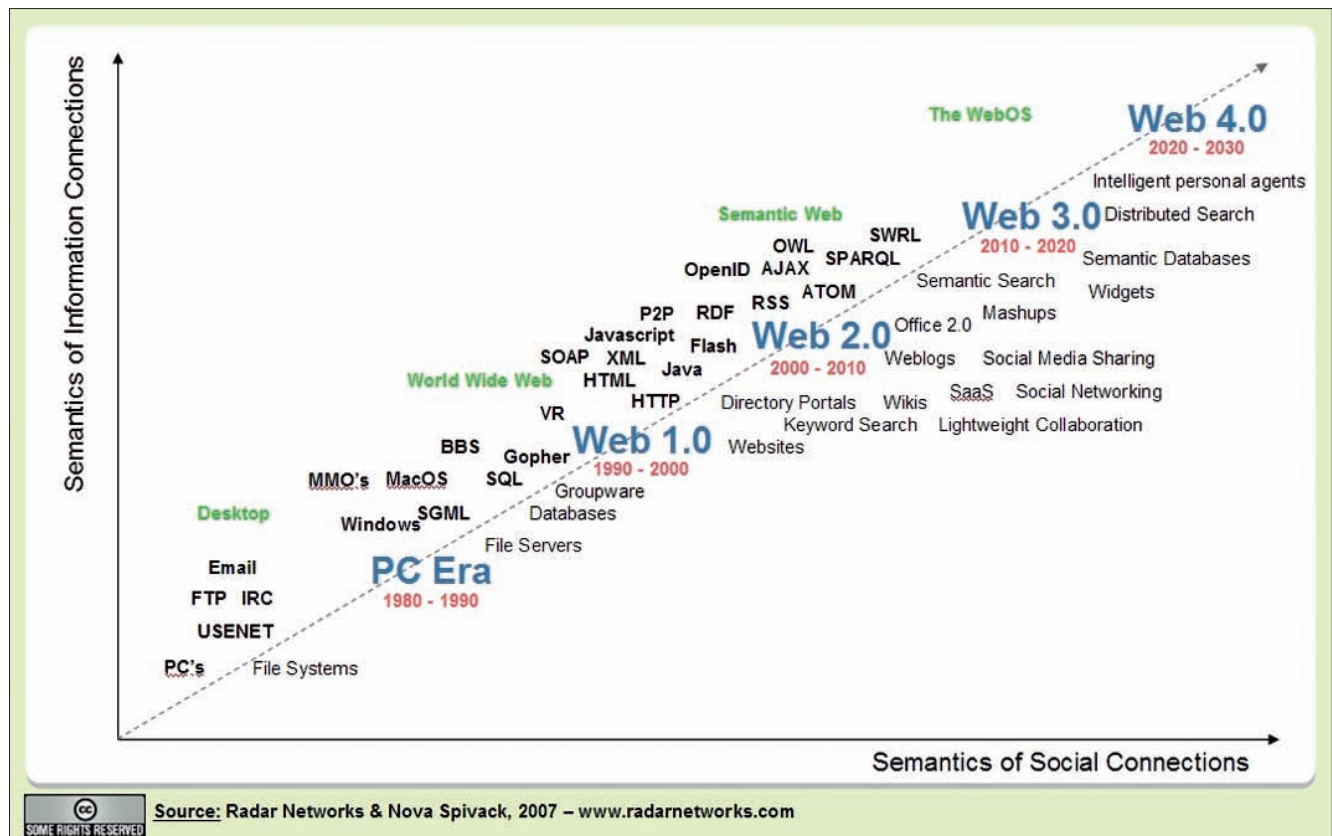 Semantics of Information Connections
The WebOS
Web 4.0
2020 - 2030
Intelligent personal agents
Semantic Web
Web 3.0
Distributed Search
2010 - 2020
SWRL
OWL
SPARQL
Semantic Databases
OpenID AJAX
Semantic Search
ATOM
Widgets
RSS
P2P RDF
Mashups
Office 2.0
Javascript
Web 2.0
Flash
SOAP XML
Weblogs Social Media Sharing
Java
2000 - 2010
World Wide Web
HTML
SaaS Social Networking
HTTP
Directory Portals Wikis
VR
Keyword Search Lightweight Collaboration
Web 1.0
BBS
Websites
Gopher
1990 - 2000
MMO's MacOS SQL
Groupware
Desktop
SGML
Databases
Windows
File Servers
Email
PC Era
1980 - 1990
FTP IRC
USENET
PC's File Systems
Semantics of Social Connections
cc
SOME RIGHTS RESERVED
Source: Radar Networks & Nova Spivack, 2007 – www.radarnetworks.com